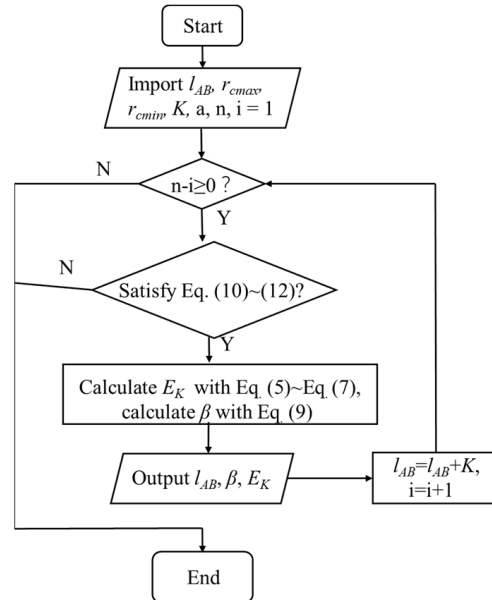 Start
Import l_AB, r_cmax,
r_cmin, K, a, n, i = 1
N
n-i≥0 ?
Y
N
Satisfy Eq. (10)~(12)?
Y
Calculate E_K with Eq. (5)~Eq. (7),
calculate β with Eq. (9)
Output l_AB, β, E_K
l_AB=l_AB+K,
i=i+1
End